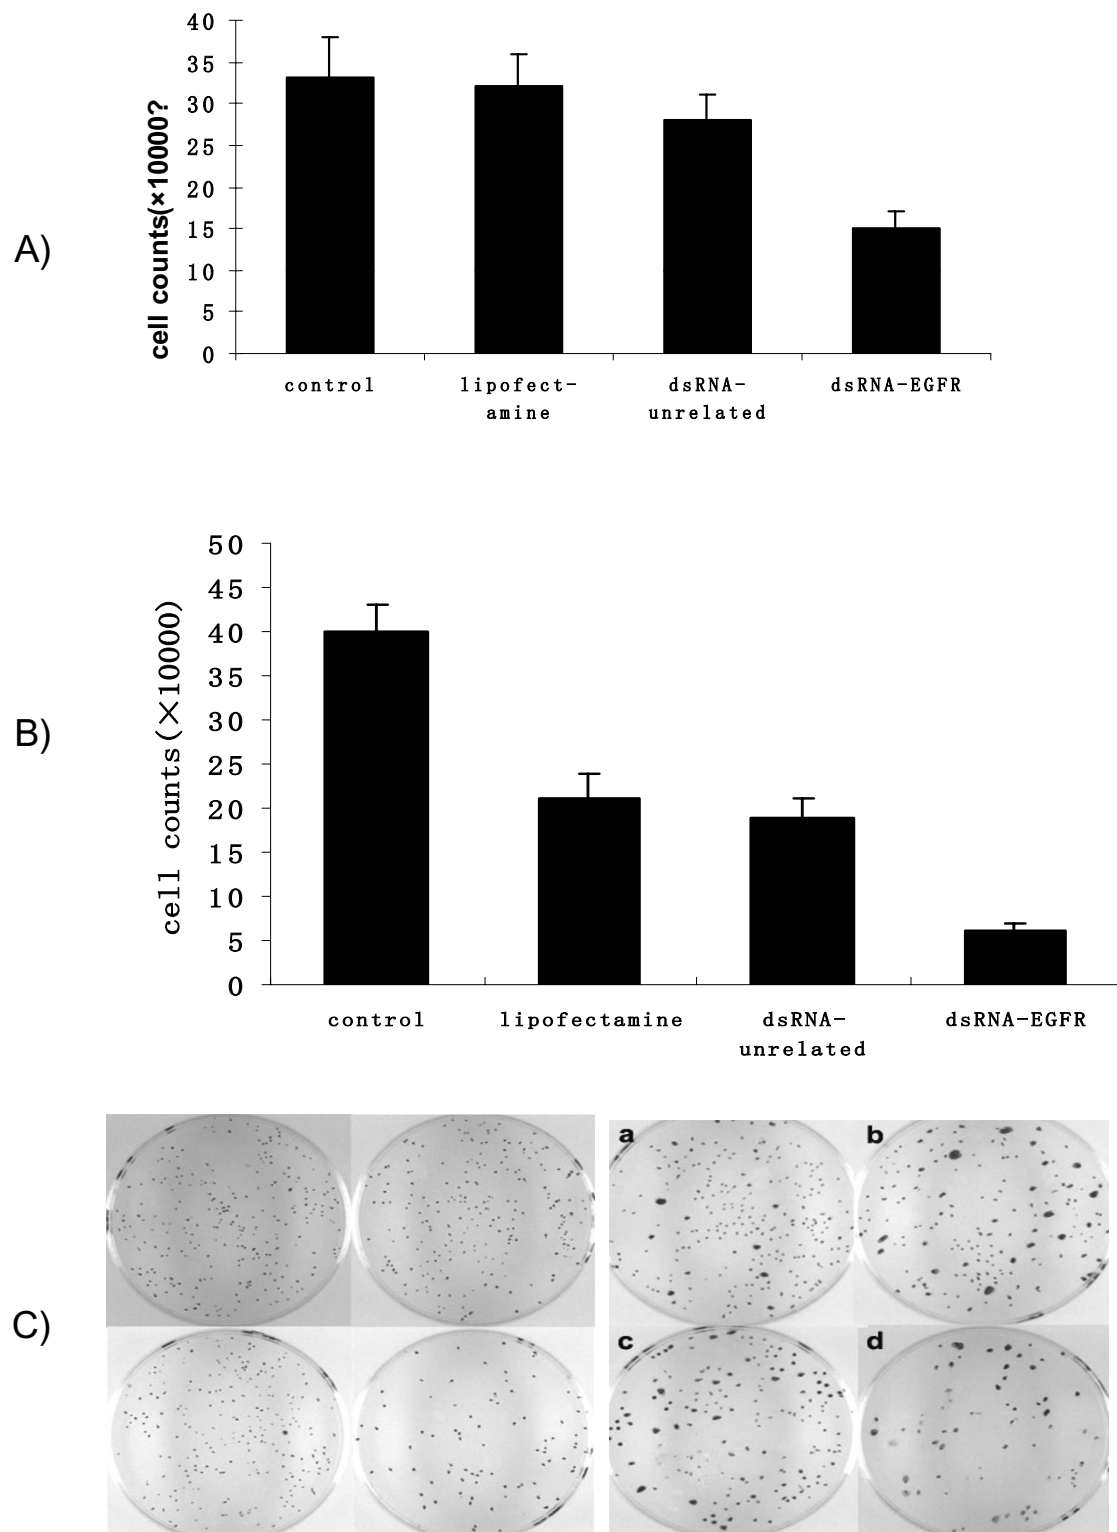 A)
cell counts(×10000?
40
35
30
25
20
15
10
5
0
control
lipofect-
amine
dsRNA-
unrelated
dsRNA-EGFR
B)
cell counts(×10000)
50
45
40
35
30
25
20
15
10
5
0
control
lipofectamine
dsRNA-
unrelated
dsRNA-EGFR
C)
a
b
c
d